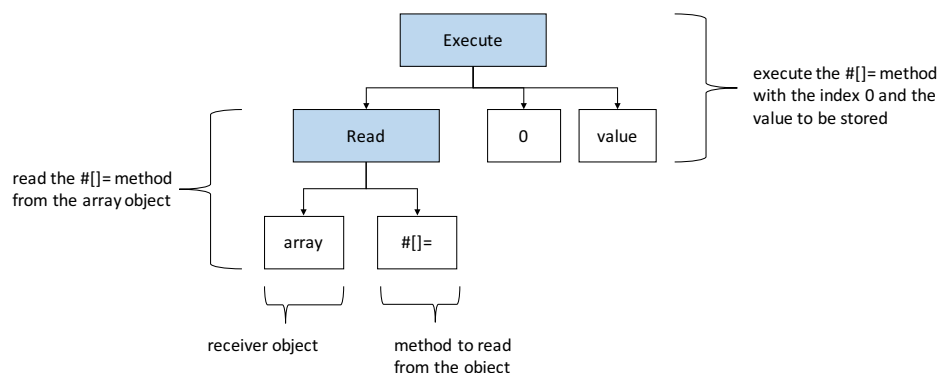 Execute
execute the #[]= method
with the index 0 and the
value to be stored
Read
0
value
read the #[]= method
from the array object
array
#[]=
receiver object
method to read
from the object